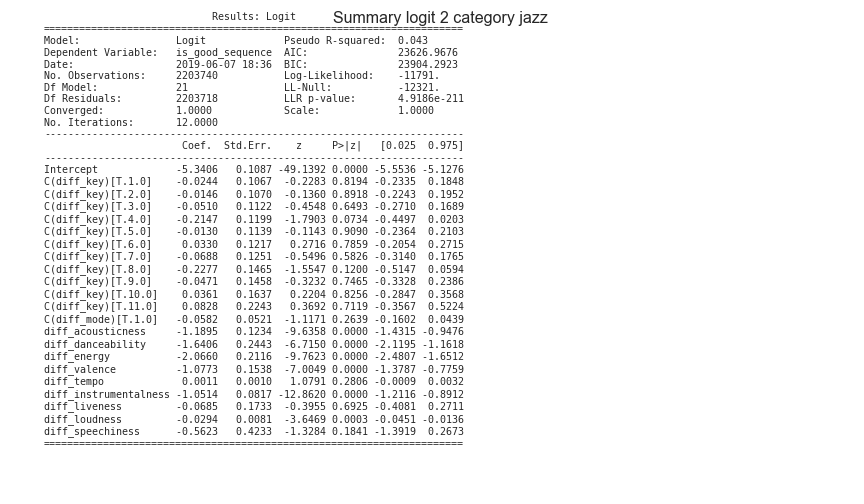 Results: Logit Summary logit 2 category jazz
======================================================================
Model: Logit Pseudo R-squared: 0.043
Dependent Variable: is_good_sequence AIC: 23626.9676
Date: 2019-06-07 18:36 BIC: 23904.2923
No. Observations: 2203740 Log-Likelihood: -11791.
Df Model: 21 LL-Null: -12321.
Df Residuals: 2203718 LLR p-value: 4.9186e-211
Converged: 1.0000 Scale: 1.0000
No. Iterations: 12.0000
----------------------------------------------------------------------
Coef. Std.Err. z P>|z| [0.025 0.975]
----------------------------------------------------------------------
Intercept -5.3406 0.1087 -49.1392 0.0000 -5.5536 -5.1276
C(diff_key)[T.1.0] -0.0244 0.1067 -0.2283 0.8194 -0.2335 0.1848
C(diff_key)[T.2.0] -0.0146 0.1070 -0.1360 0.8918 -0.2243 0.1952
C(diff_key)[T.3.0] -0.0510 0.1122 -0.4548 0.6493 -0.2710 0.1689
C(diff_key)[T.4.0] -0.2147 0.1199 -1.7903 0.0734 -0.4497 0.0203
C(diff_key)[T.5.0] -0.0130 0.1139 -0.1143 0.9090 -0.2364 0.2103
C(diff_key)[T.6.0] 0.0330 0.1217 0.2716 0.7859 -0.2054 0.2715
C(diff_key)[T.7.0] -0.0688 0.1251 -0.5496 0.5826 -0.3140 0.1765
C(diff_key)[T.8.0] -0.2277 0.1465 -1.5547 0.1200 -0.5147 0.0594
C(diff_key)[T.9.0] -0.0471 0.1458 -0.3232 0.7465 -0.3328 0.2386
C(diff_key)[T.10.0] 0.0361 0.1637 0.2204 0.8256 -0.2847 0.3568
C(diff_key)[T.11.0] 0.0828 0.2243 0.3692 0.7119 -0.3567 0.5224
C(diff_mode)[T.1.0] -0.0582 0.0521 -1.1171 0.2639 -0.1602 0.0439
diff_acousticness -1.1895 0.1234 -9.6358 0.0000 -1.4315 -0.9476
diff_danceability -1.6406 0.2443 -6.7150 0.0000 -2.1195 -1.1618
diff_energy -2.0660 0.2116 -9.7623 0.0000 -2.4807 -1.6512
diff_valence -1.0773 0.1538 -7.0049 0.0000 -1.3787 -0.7759
diff_tempo 0.0011 0.0010 1.0791 0.2806 -0.0009 0.0032
diff_instrumentalness -1.0514 0.0817 -12.8620 0.0000 -1.2116 -0.8912
diff_liveness -0.0685 0.1733 -0.3955 0.6925 -0.4081 0.2711
diff_loudness -0.0294 0.0081 -3.6469 0.0003 -0.0451 -0.0136
diff_speechiness -0.5623 0.4233 -1.3284 0.1841 -1.3919 0.2673
======================================================================